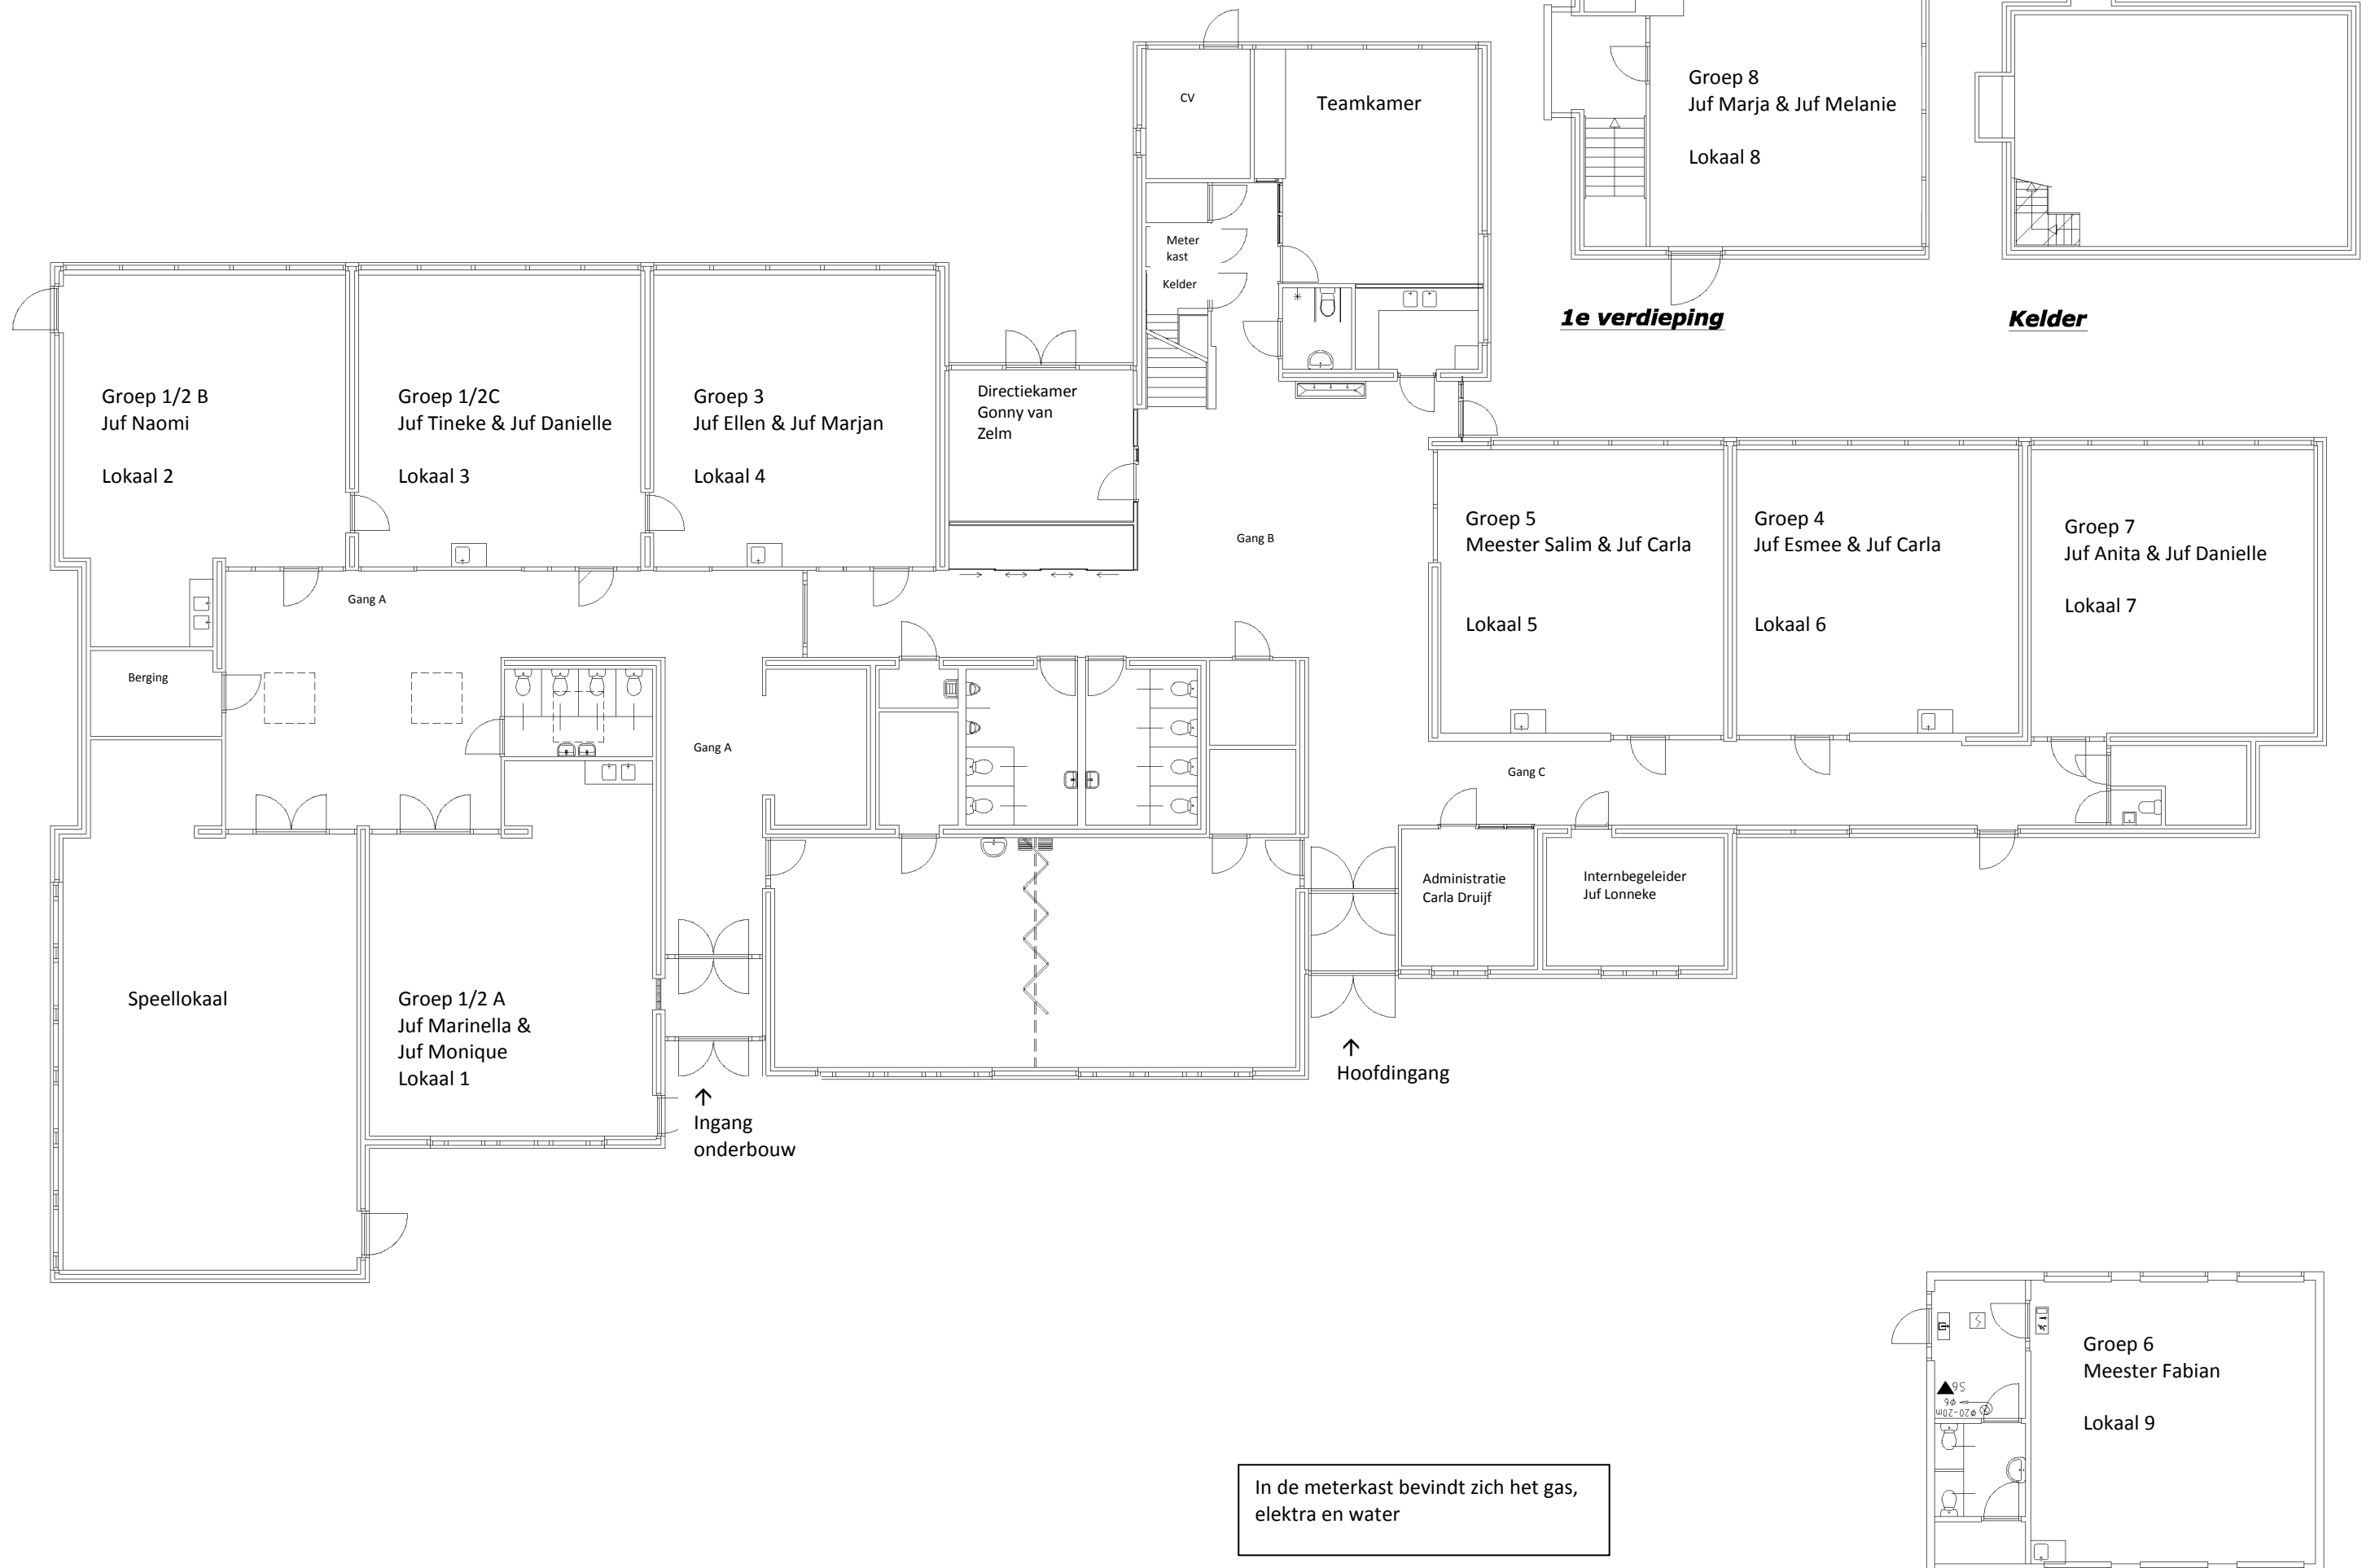 CV
Teamkamer
Groep 8
Juf Marja & Juf Melanie
Lokaal 8
Meter
kast
Kelder
1e verdieping
Kelder
Groep 1/2 B
Juf Naomi
Lokaal 2
Groep 1/2C
Juf Tineke & Juf Danielle
Lokaal 3
Groep 3
Juf Ellen & Juf Marjan
Lokaal 4
Directiekamer
Gonny van
Zelm
Gang B
Groep 5
Meester Salim & Juf Carla
Lokaal 5
Groep 4
Juf Esmee & Juf Carla
Lokaal 6
Groep 7
Juf Anita & Juf Danielle
Lokaal 7
Gang A
Berging
Gang A
Gang C
Administratie
Carla Druijf
Internbegeleider
Juf Lonneke
Speellokaal
Groep 1/2 A
Juf Marinella &
Juf Monique
Lokaal 1
↑
Ingang
onderbouw
↑
Hoofdingang
Groep 6
Meester Fabian
Lokaal 9
In de meterkast bevindt zich het gas,
elektra en water